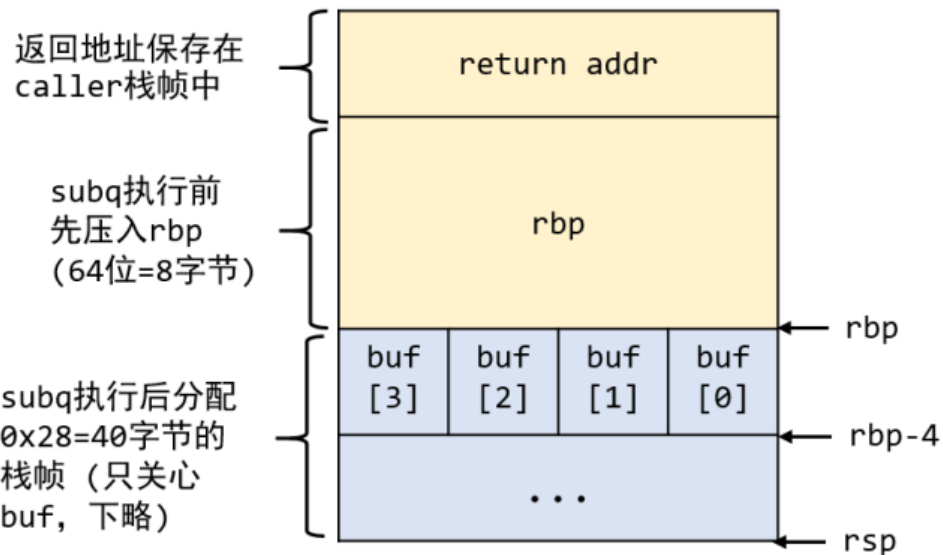 返回地址保存在
caller栈帧中
return addr
subq执行前
先压入rbp
(64位=8字节)
rbp
rbp
buf
[3]
buf
[2]
buf
[1]
buf
[0]
subq执行后分配
0x28=40字节的
栈帧 (只关心
buf, 下略)
rbp-4
...
rsp